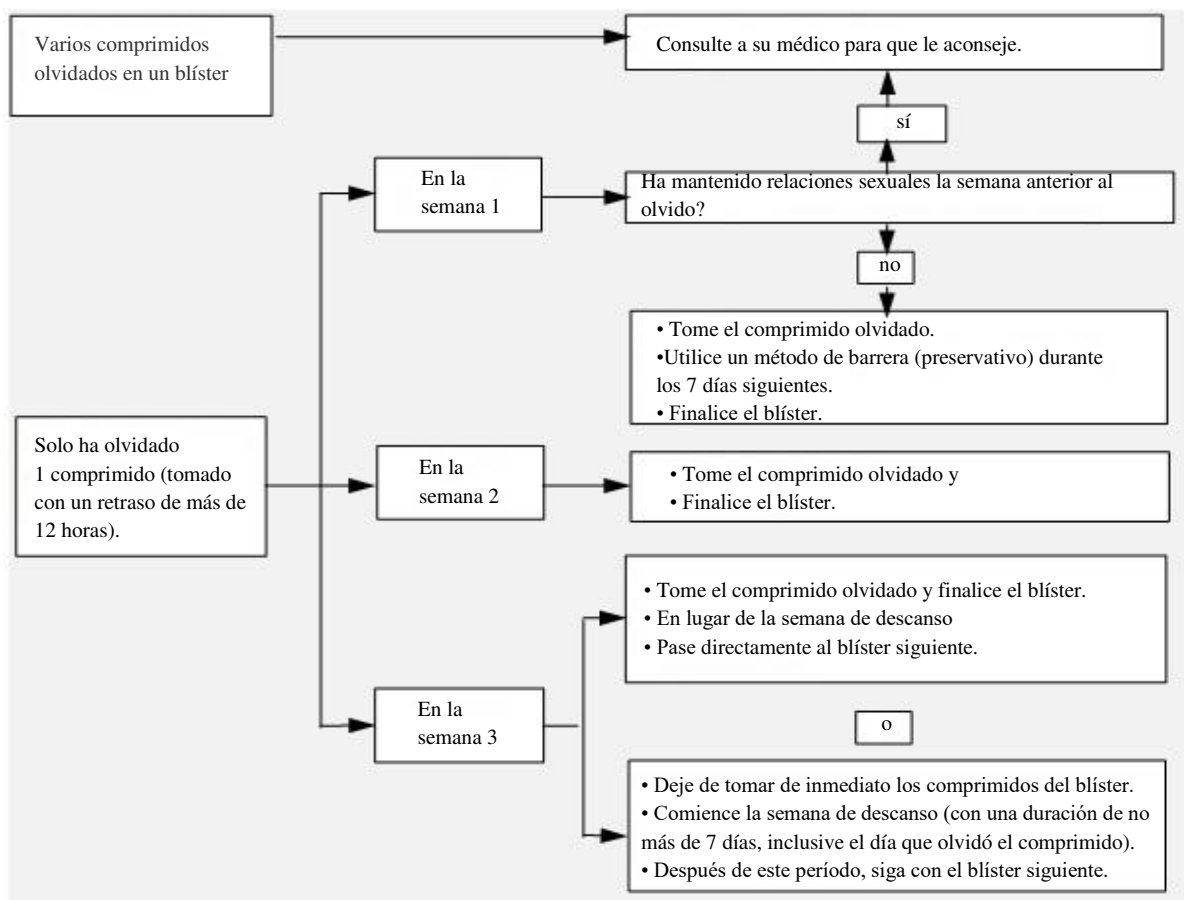 Varios comprimidos
olvidados en un blíster
Consulte a su médico para que le aconseje.
sí
En la
semana 1
Ha mantenido relaciones sexuales la semana anterior al
olvido?
no
• Tome el comprimido olvidado.
•Utilice un método de barrera (preservativo) durante
los 7 días siguientes.
• Finalice el blíster.
Solo ha olvidado
1 comprimido (tomado
con un retraso de más de
12 horas).
En la
semana 2
• Tome el comprimido olvidado y
• Finalice el blíster.
• Tome el comprimido olvidado y finalice el blíster.
• En lugar de la semana de descanso
• Pase directamente al blíster siguiente.
En la
semana 3
o
• Deje de tomar de inmediato los comprimidos del blíster.
• Comience la semana de descanso (con una duración de no
más de 7 días, inclusive el día que olvidó el comprimido).
• Después de este período, siga con el blíster siguiente.